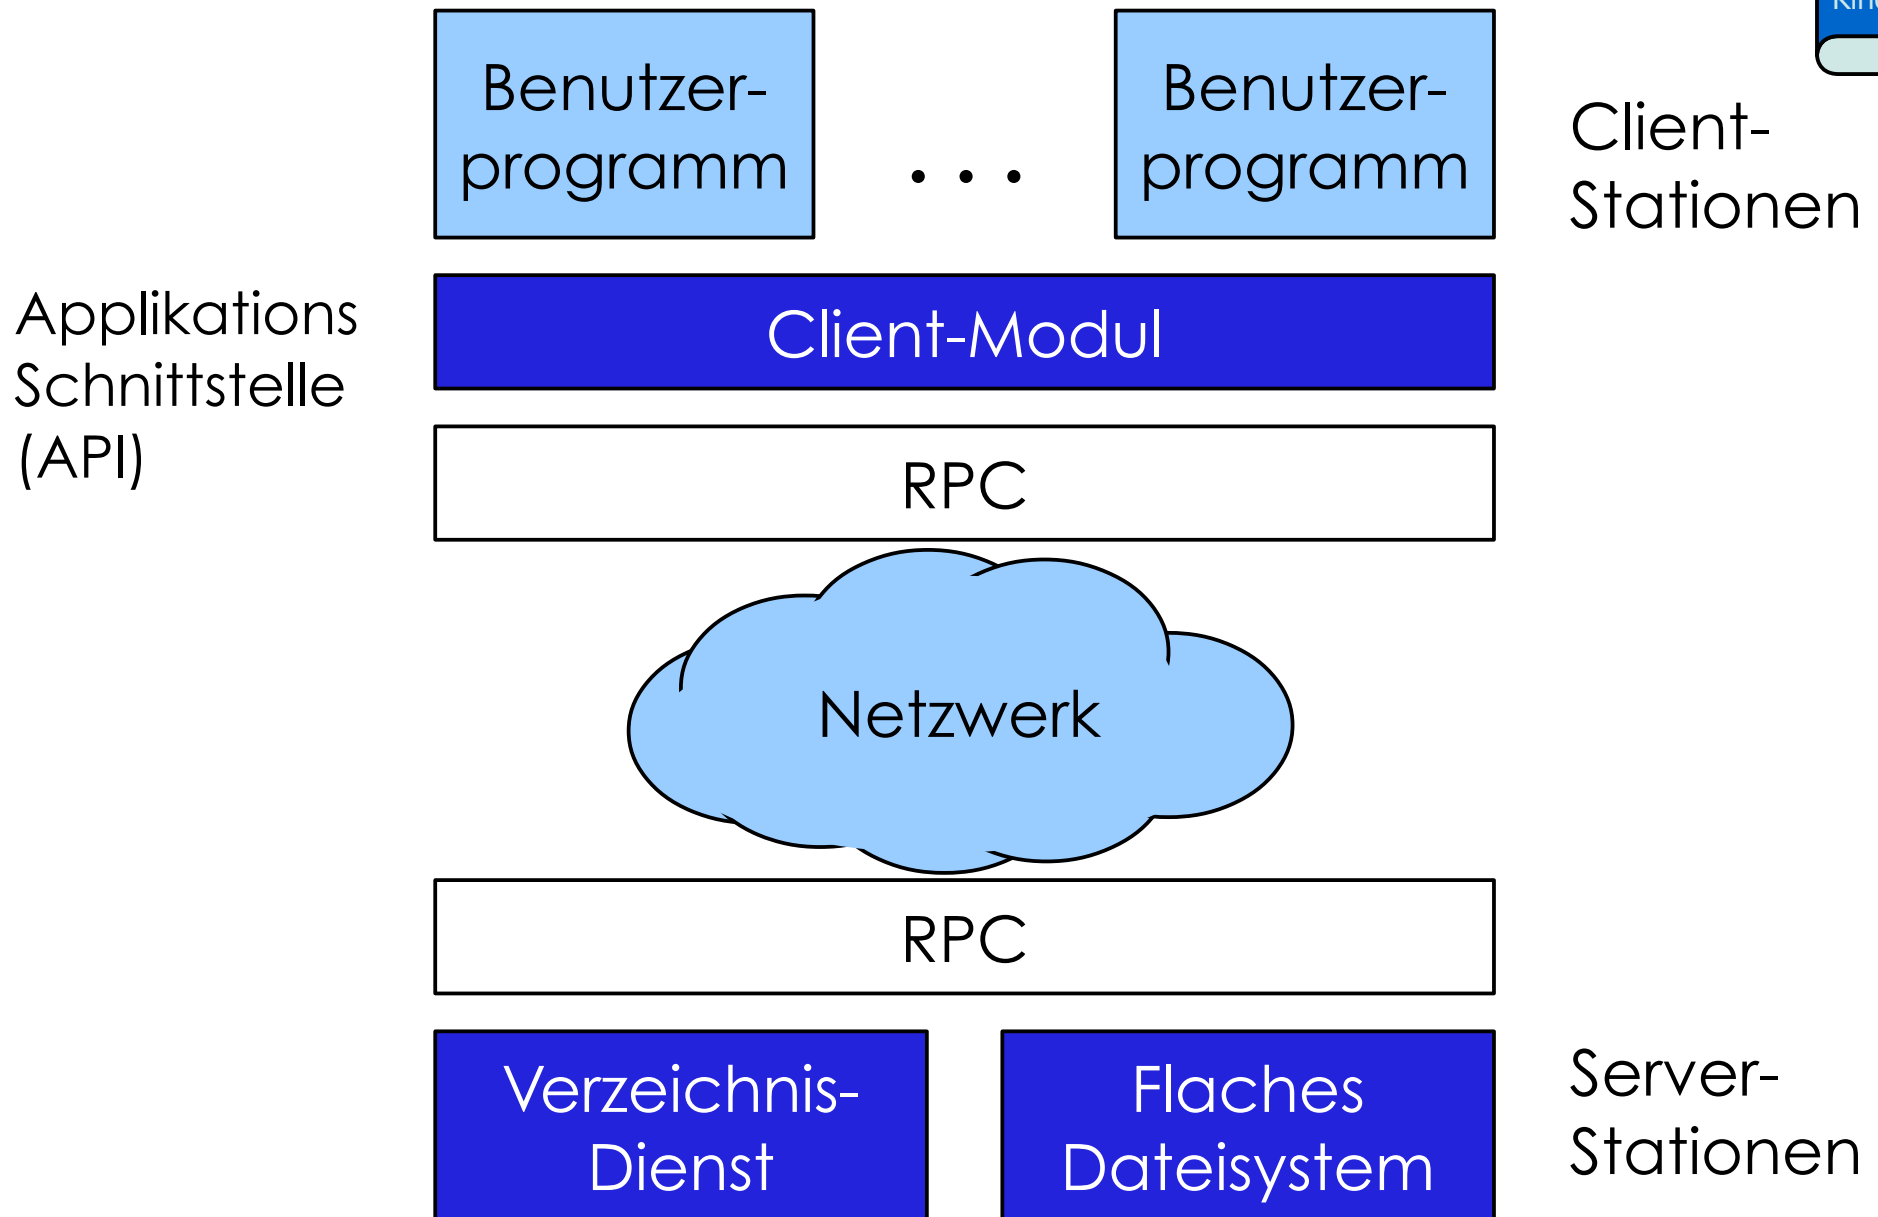 Benutzer-
programm
. . .
Benutzer-
programm
Client-
Stationen
Applikations
Schnittstelle
(API)
Client-Modul
RPC
Netzwerk
RPC
Verzeichnis-
Dienst
Flaches
Dateisystem
Server-
Stationen